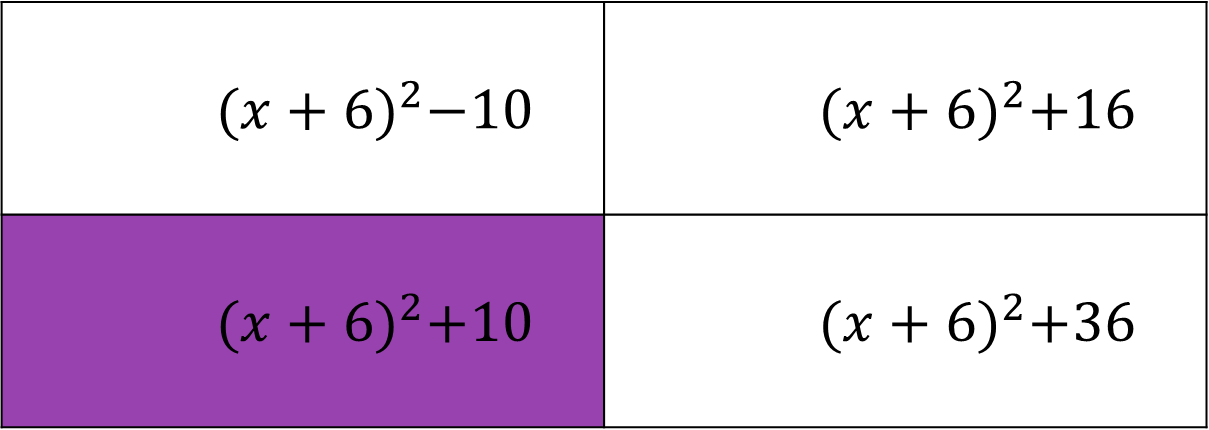 (x + 6)²−10
(x + 6)²+16
(x + 6)²+10
(x + 6)²+36